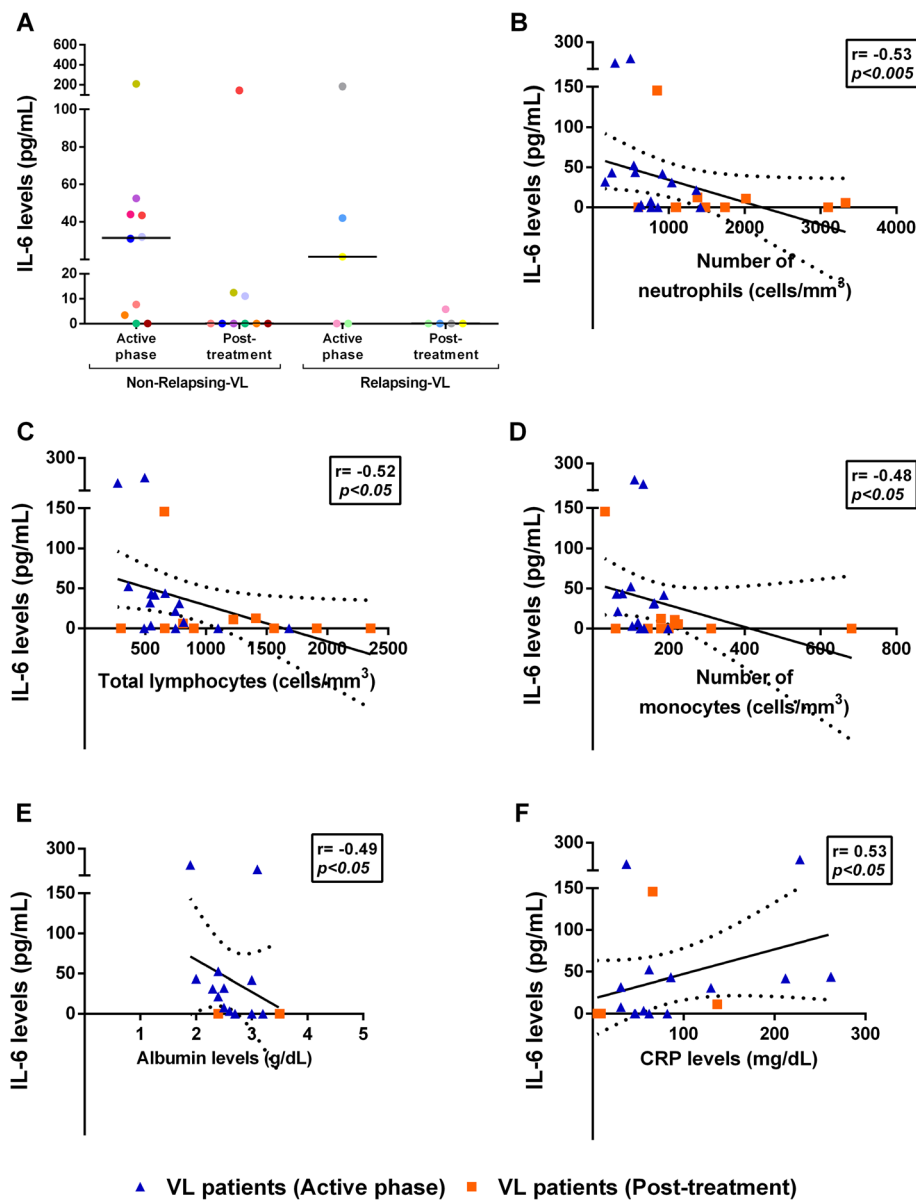 A
IL-6 levels (pg/mL)
600
400
200
100
80
60
40
20
10
0
Active
phase
Post-
treatment
Active
phase
Post-
treatment
Non-Relapsing-VL
Relapsing-VL
B
IL-6 levels (pg/mL)
300
150
100
50
0
1000
2000
3000
4000
Number of
neutrophils (cells/mm³)
r= -0.53
p<0.005
C
IL-6 levels (pg/mL)
300
150
100
50
0
500
1000
1500
2000
2500
Total lymphocytes (cells/mm³)
r= -0.52
p<0.05
D
IL-6 levels (pg/mL)
300
150
100
50
0
200
400
600
800
Number of
monocytes (cells/mm³)
r= -0.48
p<0.05
E
IL-6 levels (pg/mL)
300
150
100
50
0
1
2
3
4
5
Albumin levels (g/dL)
r= -0.49
p<0.05
F
IL-6 levels (pg/mL)
300
150
100
50
0
100
200
300
CRP levels (mg/dL)
r= 0.53
p<0.05
VL patients (Active phase)
VL patients (Post-treatment)